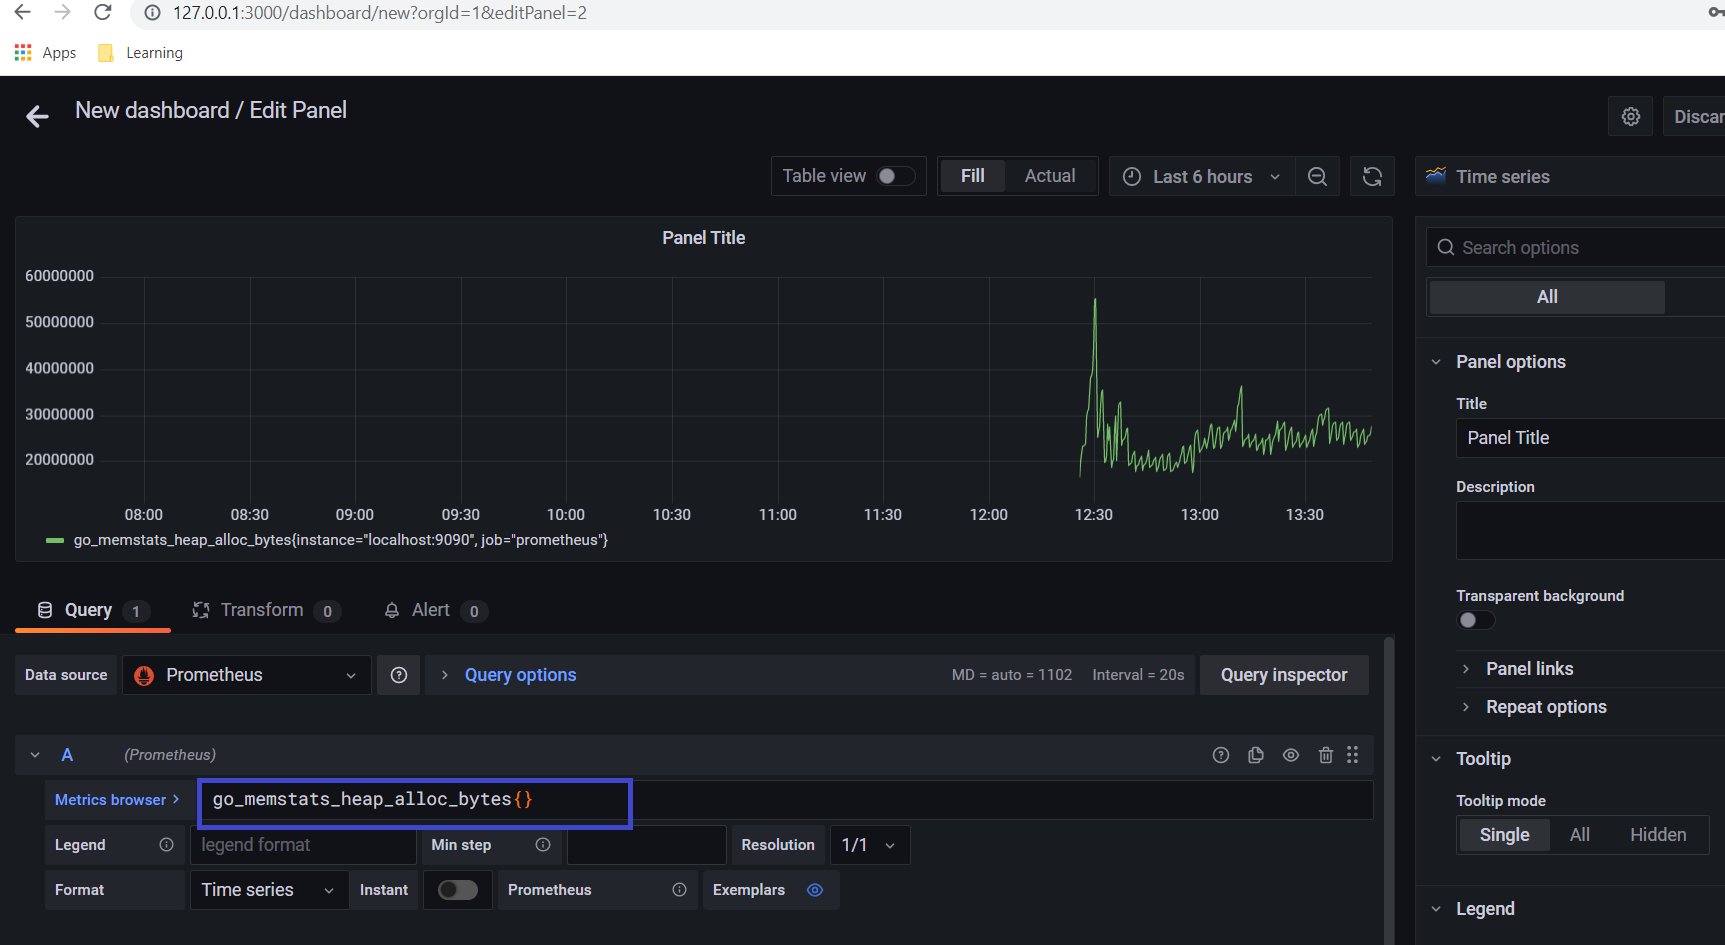 127.0.0.1:3000/dashboard/new?orgId=1&editPanel=2
Apps Learning
New dashboard / Edit Panel
Discar
Table view Fill Actual Last 6 hours Time series
Panel Title
Search options
All
60000000
50000000
40000000
30000000
20000000
08:00 08:30 09:00 09:30 10:00 10:30 11:00 11:30 12:00 12:30 13:00 13:30
go_memstats_heap_alloc_bytes{instance="localhost:9090", job="prometheus"}
Panel options
Title
Panel Title
Description
Transparent background
Panel links
Repeat options
Tooltip
Tooltip mode
Single All Hidden
Legend
Query 1 Transform 0 Alert 0
Data source Prometheus Query options MD = auto = 1102 Interval = 20s Query inspector
A (Prometheus)
Metrics browser go_memstats_heap_alloc_bytes{}
Legend legend format Min step Resolution 1/1
Format Time series Instant Prometheus Exemplars